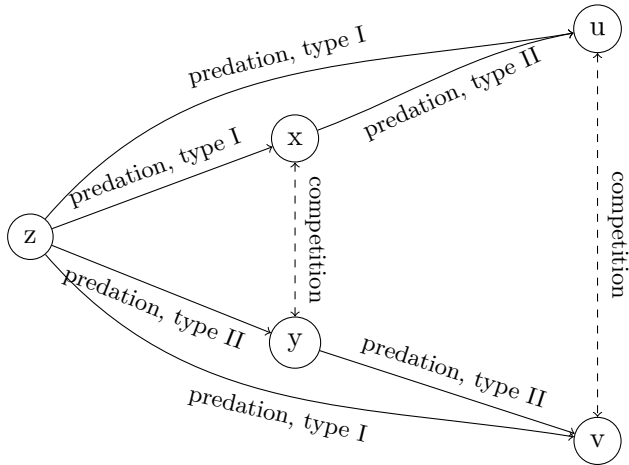 u
predation, type I
predation, type II
x
predation, type I
competition
competition
z
predation, type II
y
predation, type II
predation, type I
v